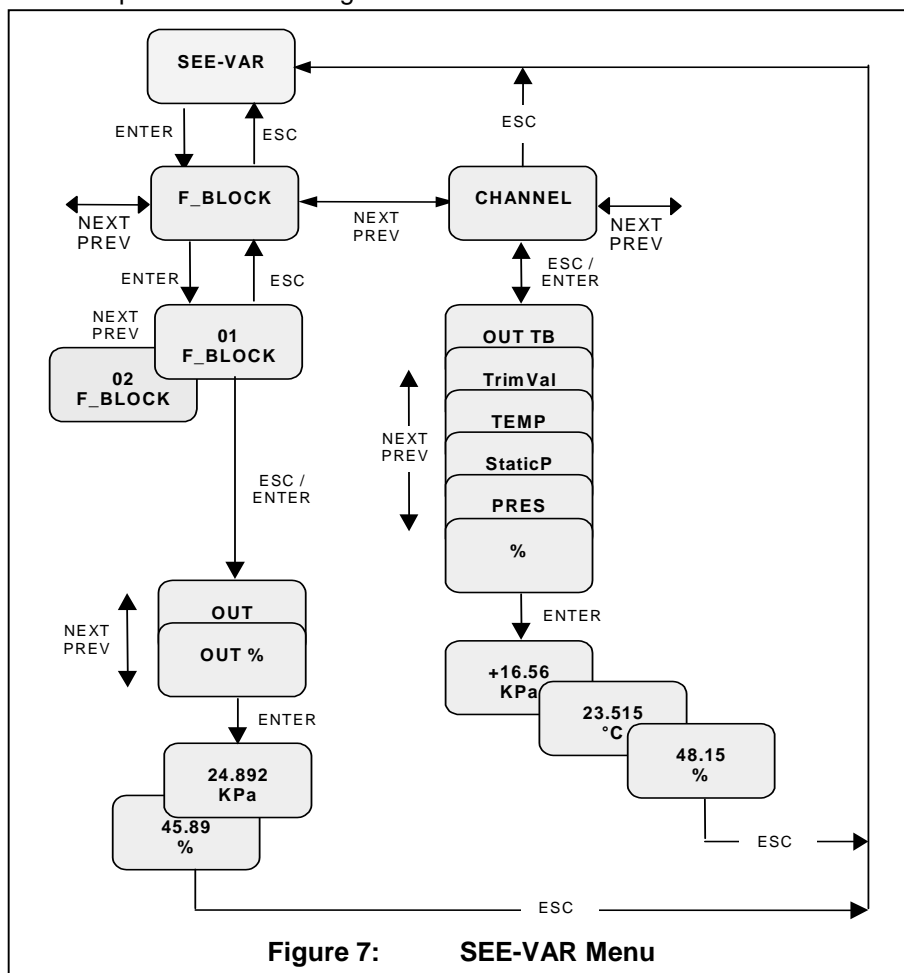 SEE-VAR
ENTER
ESC
ESC
F_BLOCK
CHANNEL
NEXT
PREV
NEXT
PREV
NEXT
PREV
ENTER
ESC
ESC /
ENTER
NEXT
PREV
01
F_BLOCK
02
F_BLOCK
OUT TB
TrimVal
TEMP
StaticP
PRES
%
NEXT
PREV
ESC /
ENTER
OUT
OUT %
NEXT
PREV
ENTER
ENTER
+16.56
KPa
23.515
°C
48.15
%
24.892
KPa
45.89
%
ESC
ESC
Figure 7: SEE-VAR Menu